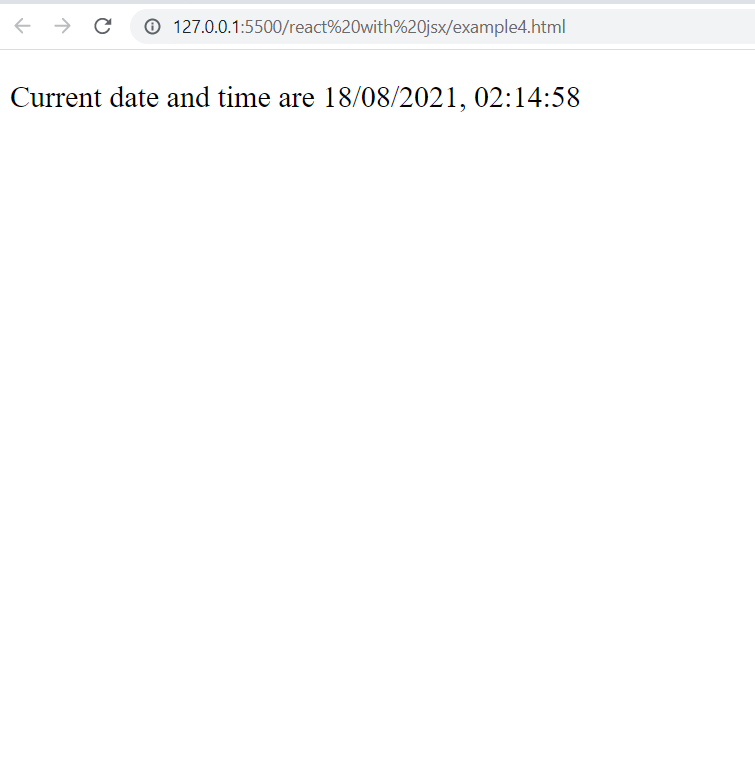 127.0.0.1:5500/react%20with%20jsx/example4.html
Current date and time are 18/08/2021, 02:14:58